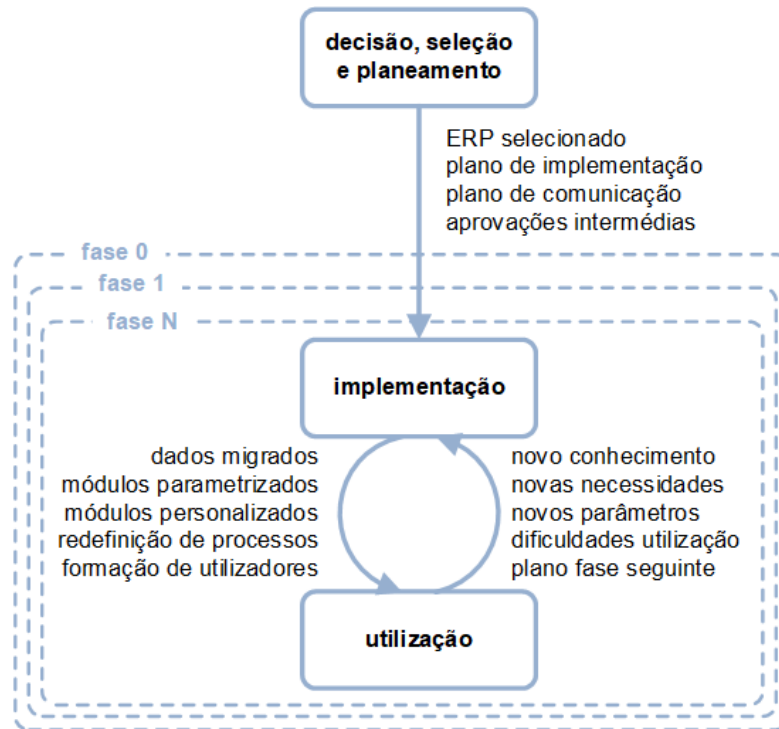 decisão, seleção
e planeamento
ERP selecionado
plano de implementação
plano de comunicação
aprovações intermédias
fase 0
fase 1
fase N
implementação
dados migrados
módulos parametrizados
módulos personalizados
redefinição de processos
formação de utilizadores
novo conhecimento
novas necessidades
novos parâmetros
dificuldades utilização
plano fase seguinte
utilização